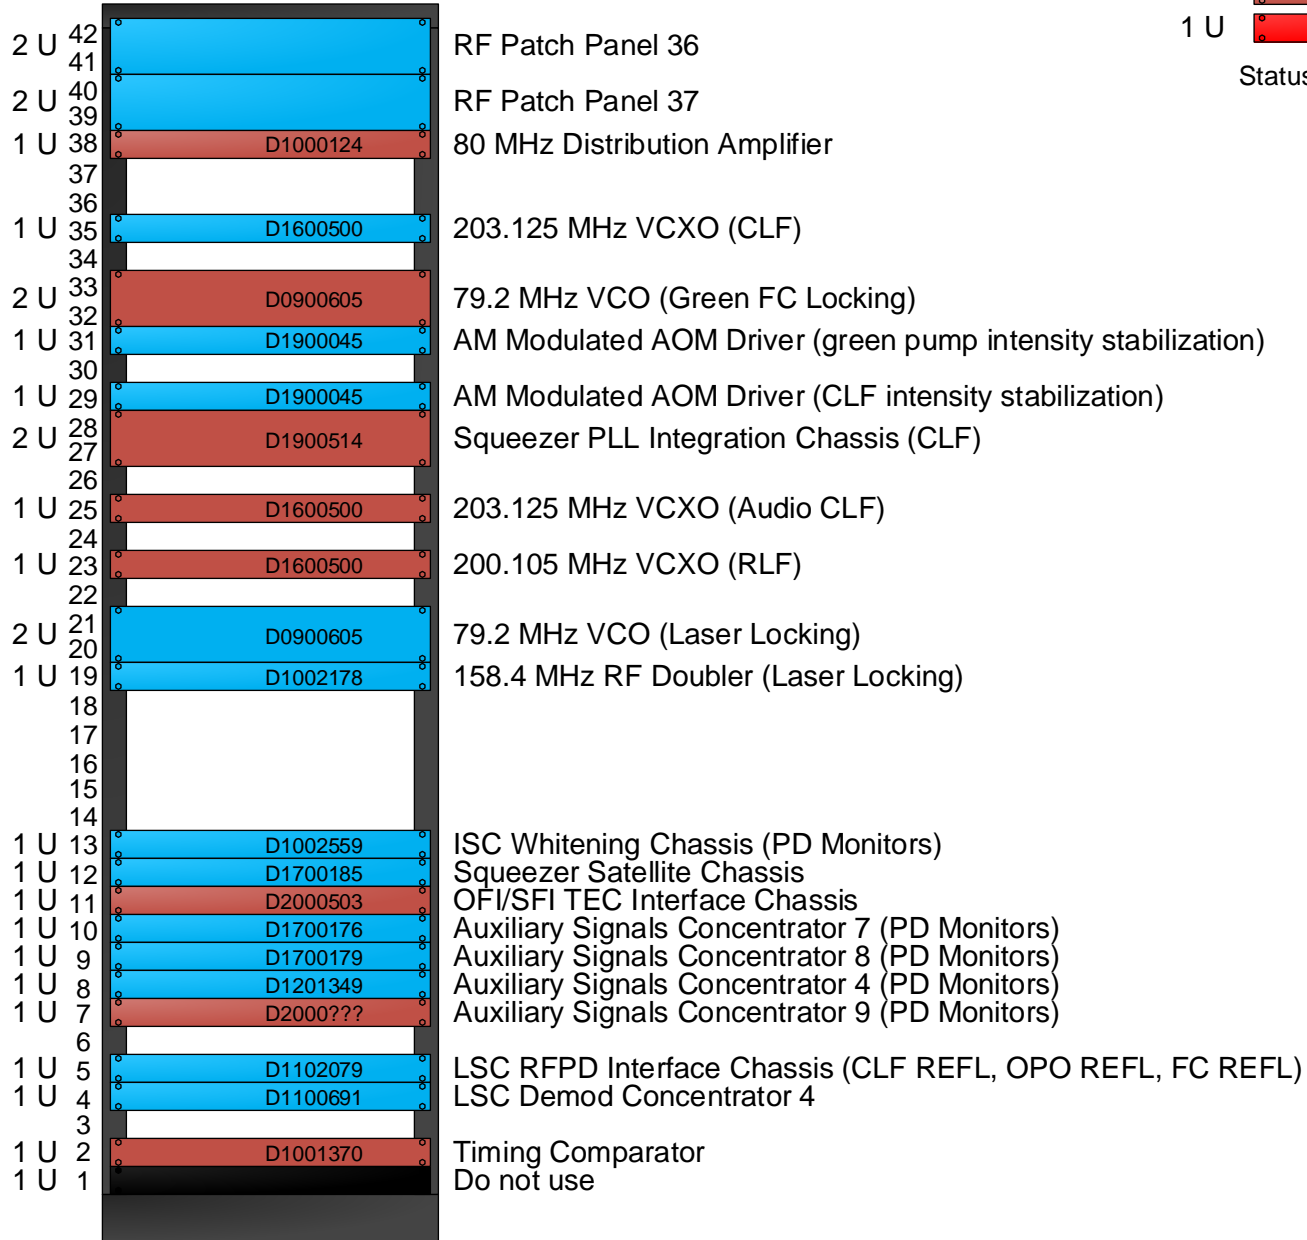 1 U
Status
2 U 42 41 RF Patch Panel 36
2 U 40 39 RF Patch Panel 37
1 U 38 D1000124 80 MHz Distribution Amplifier
37
36
1 U 35 D1600500 203.125 MHz VCXO (CLF)
34
2 U 33 32 D0900605 79.2 MHz VCO (Green FC Locking)
1 U 31 D1900045 AM Modulated AOM Driver (green pump intensity stabilization)
30
1 U 29 D1900045 AM Modulated AOM Driver (CLF intensity stabilization)
2 U 28 27 D1900514 Squeezer PLL Integration Chassis (CLF)
26
1 U 25 D1600500 203.125 MHz VCXO (Audio CLF)
24
1 U 23 D1600500 200.105 MHz VCXO (RLF)
22
2 U 21 20 D0900605 79.2 MHz VCO (Laser Locking)
1 U 19 D1002178 158.4 MHz RF Doubler (Laser Locking)
18
17
16
15
14
1 U 13 D1002559 ISC Whitening Chassis (PD Monitors)
1 U 12 D1700185 Squeezer Satellite Chassis
1 U 11 D2000503 OFI/SFI TEC Interface Chassis
1 U 10 D1700176 Auxiliary Signals Concentrator 7 (PD Monitors)
1 U 9 D1700179 Auxiliary Signals Concentrator 8 (PD Monitors)
1 U 8 D1201349 Auxiliary Signals Concentrator 4 (PD Monitors)
1 U 7 D2000??? Auxiliary Signals Concentrator 9 (PD Monitors)
6
1 U 5 D1102079 LSC RFPD Interface Chassis (CLF REFL, OPO REFL, FC REFL)
1 U 4 D1100691 LSC Demod Concentrator 4
3
1 U 2 D1001370 Timing Comparator
1 U 1 Do not use